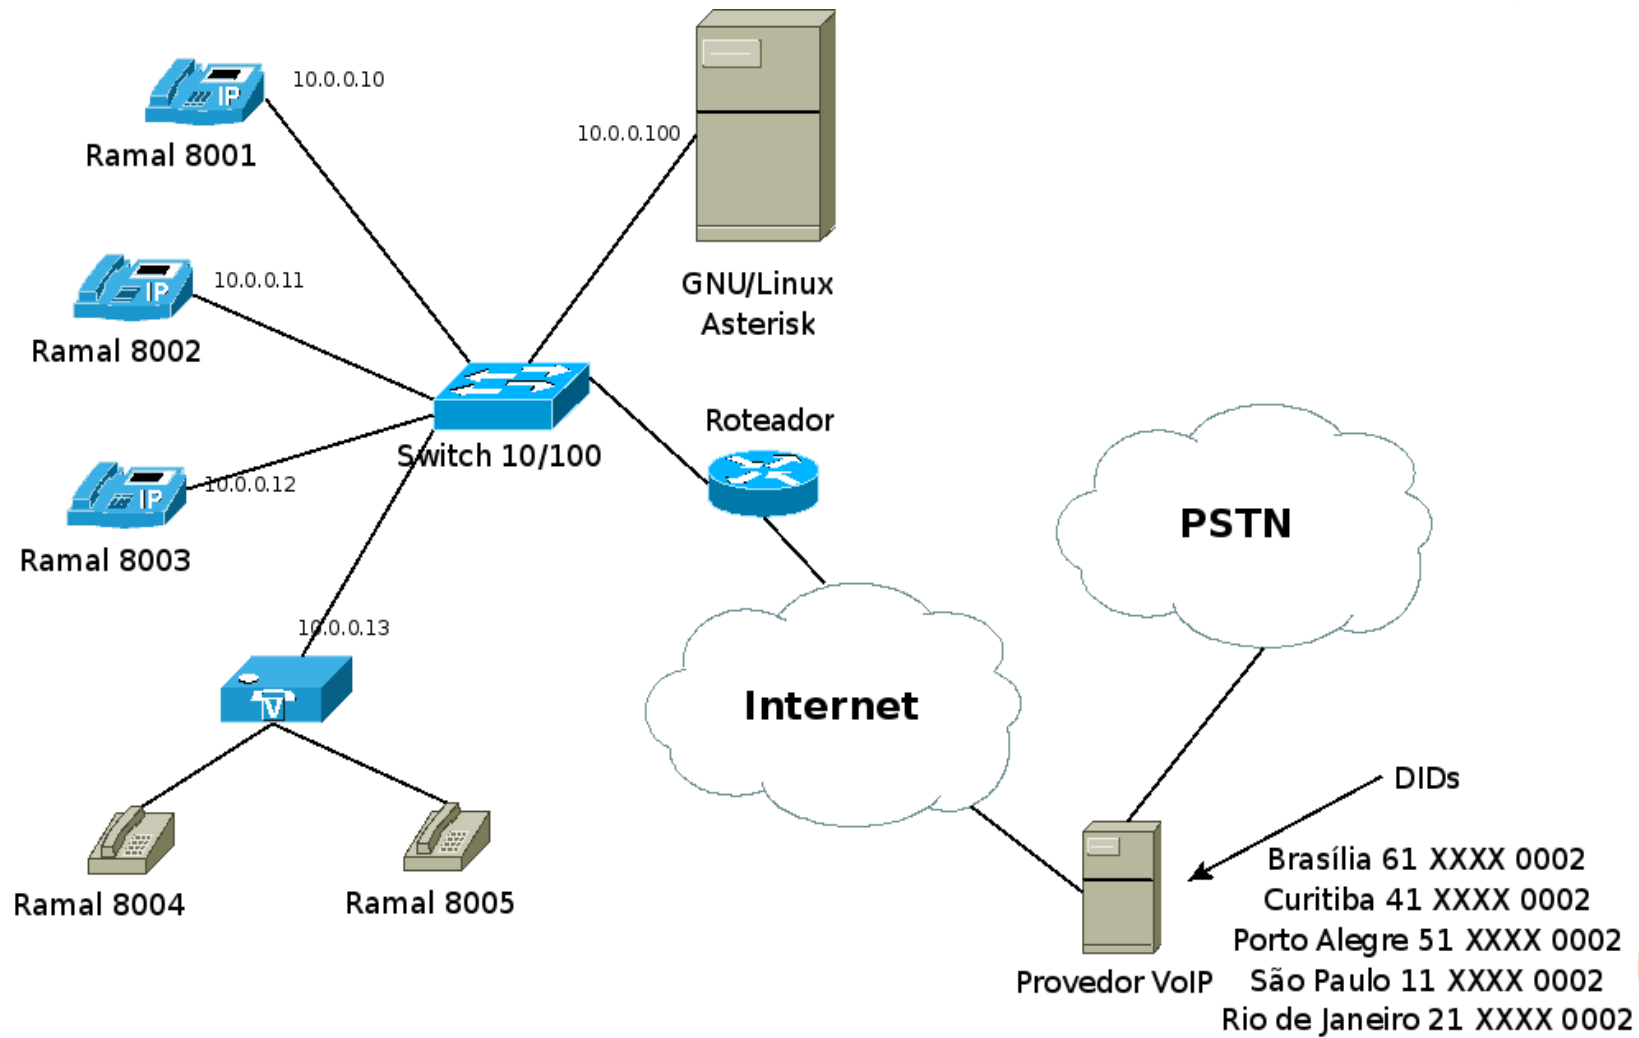 10.0.0.10
IP
Ramal 8001
10.0.0.100
GNU/Linux
Asterisk
10.0.0.11
IP
Ramal 8002
Switch 10/100
Roteador
10.0.0.12
IP
Ramal 8003
PSTN
10.0.0.13
V
Internet
Ramal 8004
Ramal 8005
DIDs
Brasília 61 XXXX 0002
Curitiba 41 XXXX 0002
Porto Alegre 51 XXXX 0002
Provedor VoIP
São Paulo 11 XXXX 0002
Rio de Janeiro 21 XXXX 0002